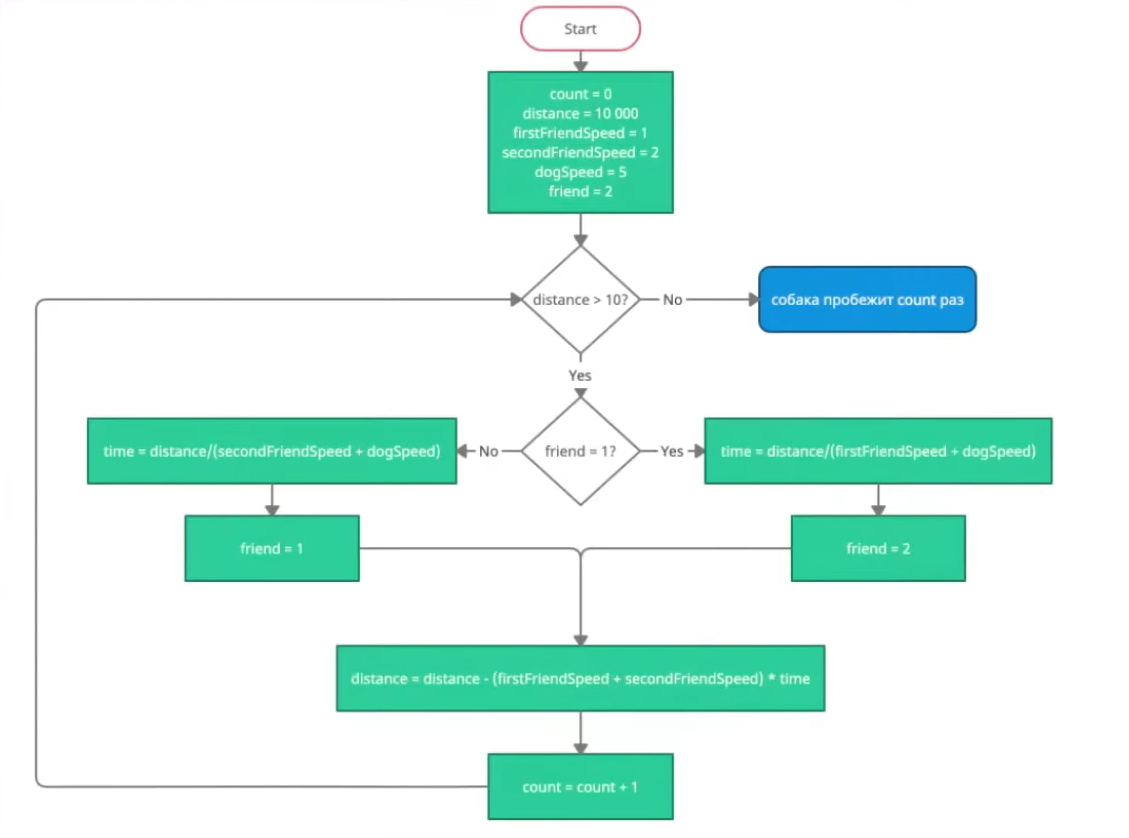 Start
count = 0
distance = 10 000
firstFriendSpeed = 1
secondFriendSpeed = 2
dogSpeed = 5
friend = 2
distance > 10?
No
собака пробежит count раз
Yes
time = distance/(secondFriendSpeed + dogSpeed)
No
friend = 1?
Yes
time = distance/(firstFriendSpeed + dogSpeed)
friend = 1
friend = 2
distance = distance - (firstFriendSpeed + secondFriendSpeed) * time
count = count + 1